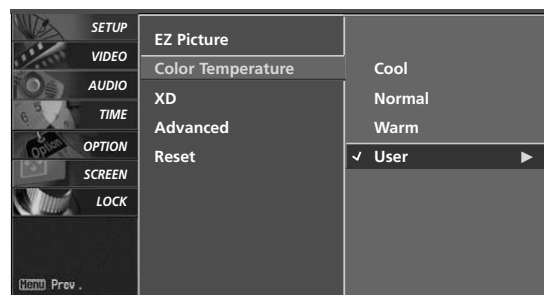 SETUP
VIDEO
AUDIO
TIME
OPTION
SCREEN
LOCK
Menu Prev.
EZ Picture
Color Temperature
XD
Advanced
Reset
Cool
Normal
Warm
✓ User ▶
Option